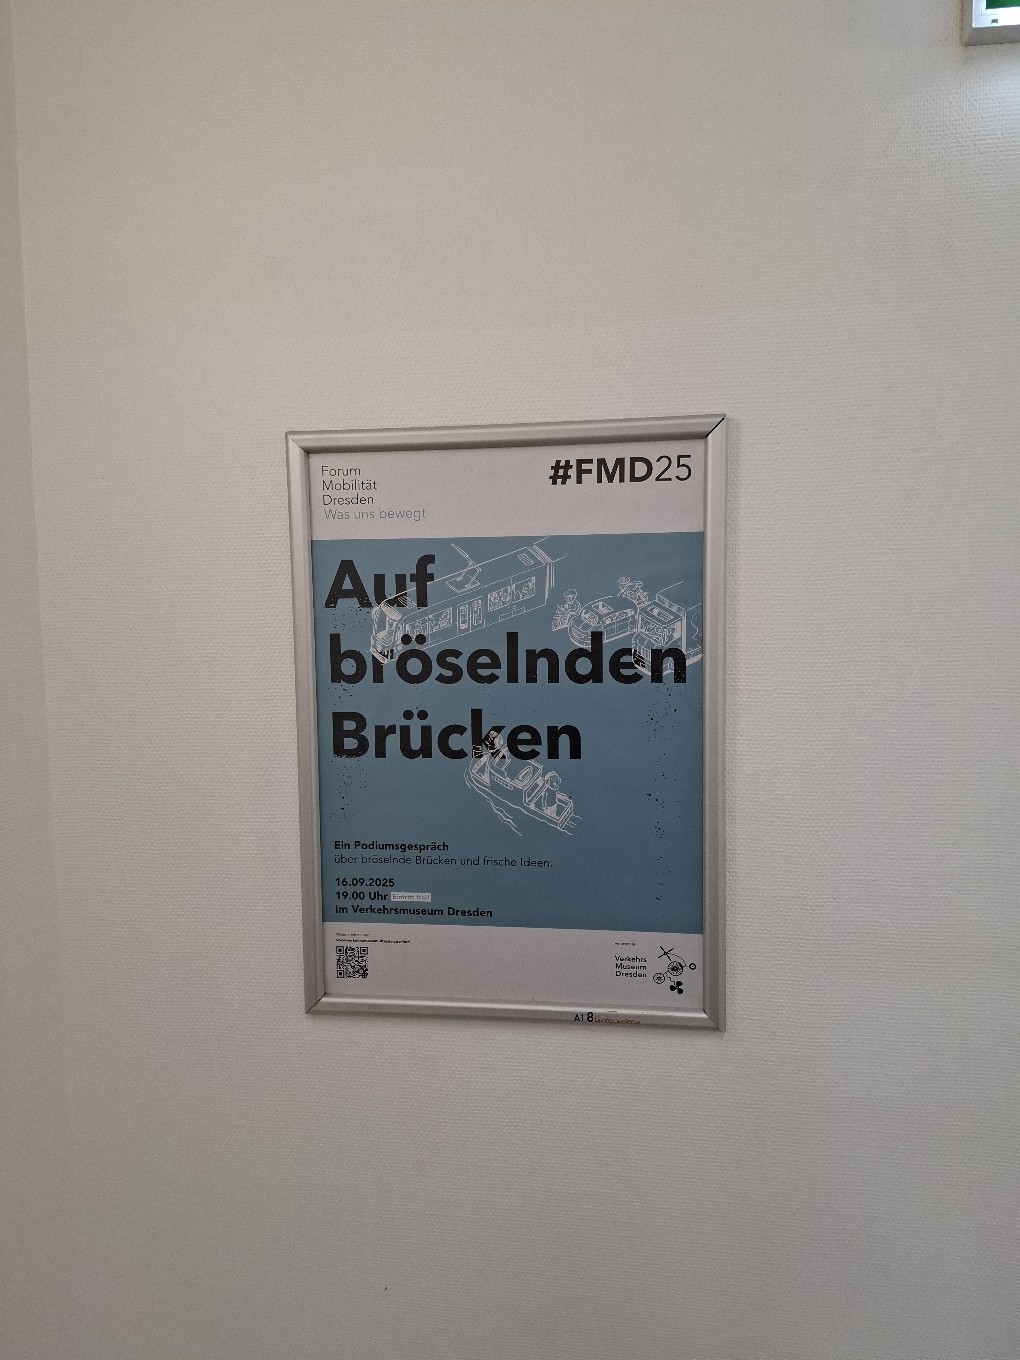 Forum
Mobilität
Dresden
Was uns bewegt
#FMD25
Auf
bröselnden
Brücken
Ein Podiumsgespräch
über bröselnde Brücken und frische Ideen.
16.09.2025
19.00 Uhr Eintritt frei!
im Verkehrsmuseum Dresden
Verkehrs
Museum
Dresden
A1 8